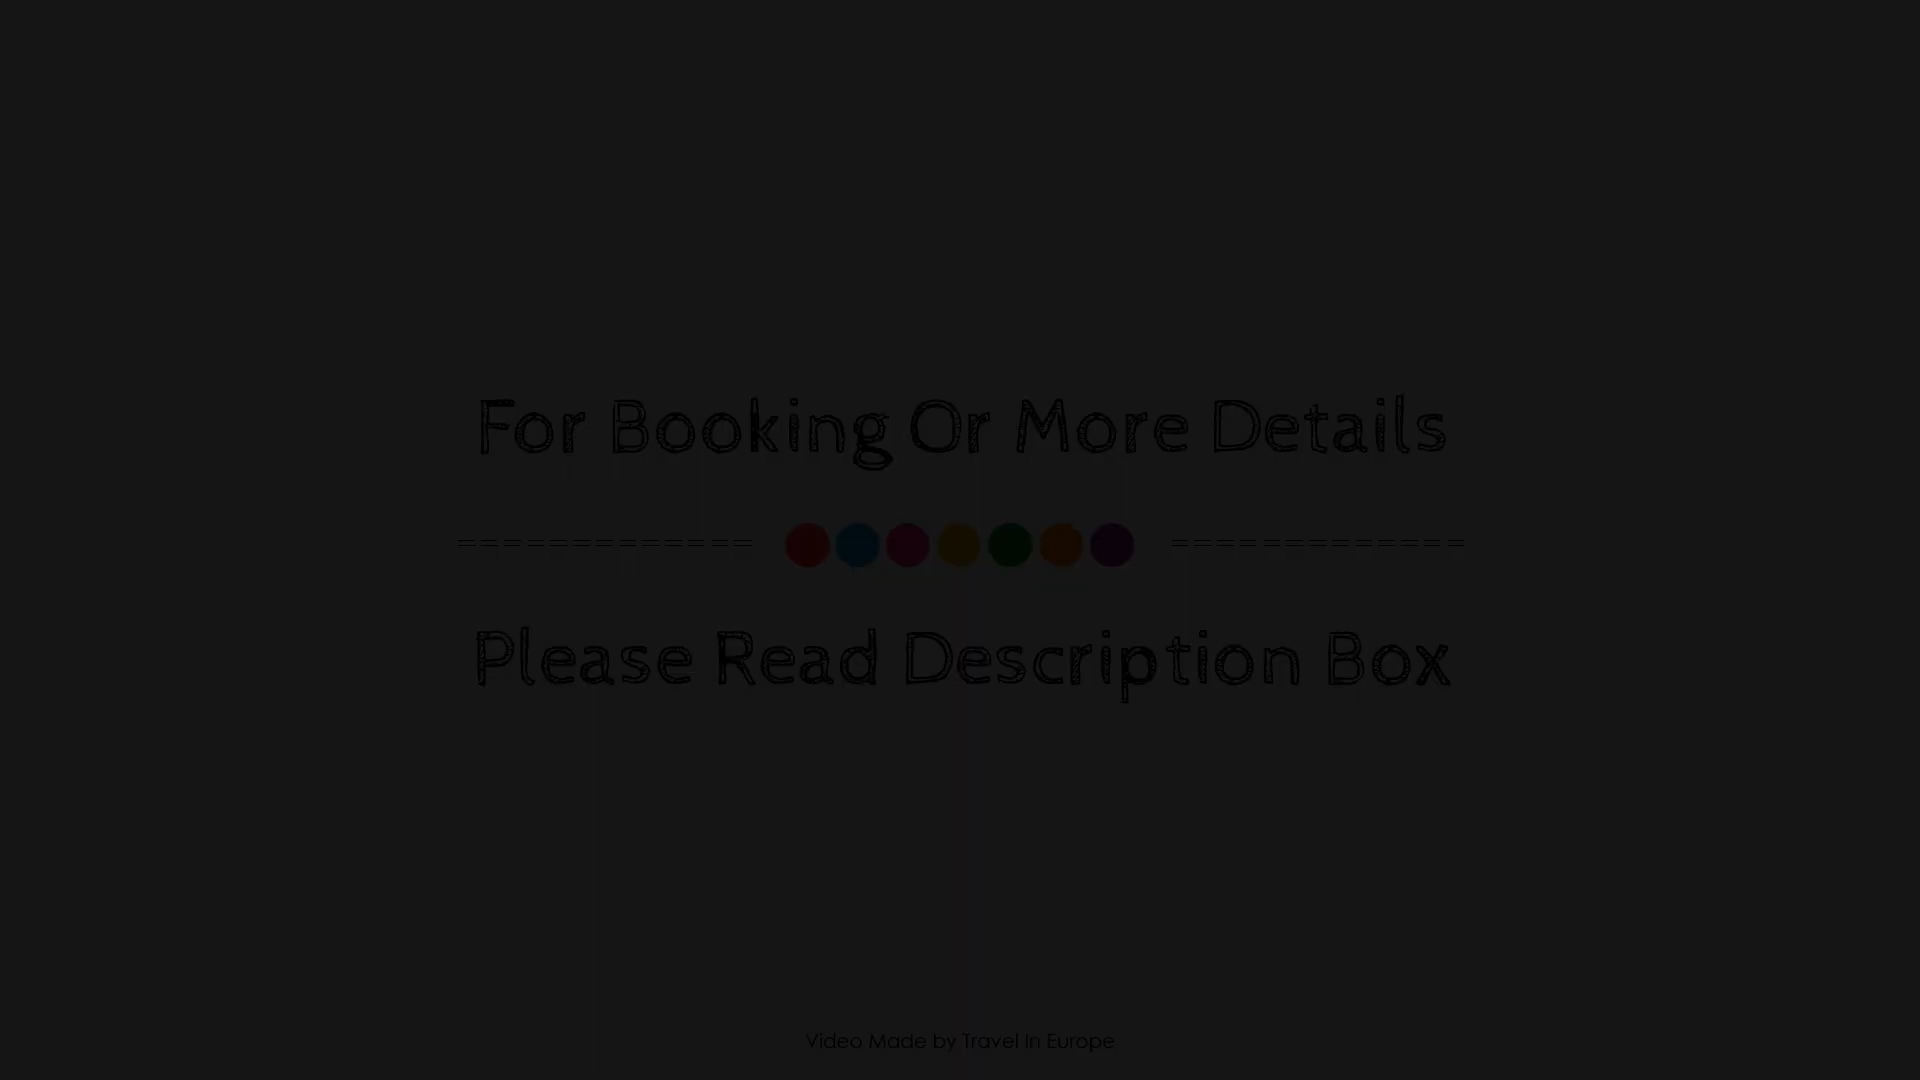 For Booking Or More Details
============= =============
Please Read Description Box
Video Made by Travel In Europe